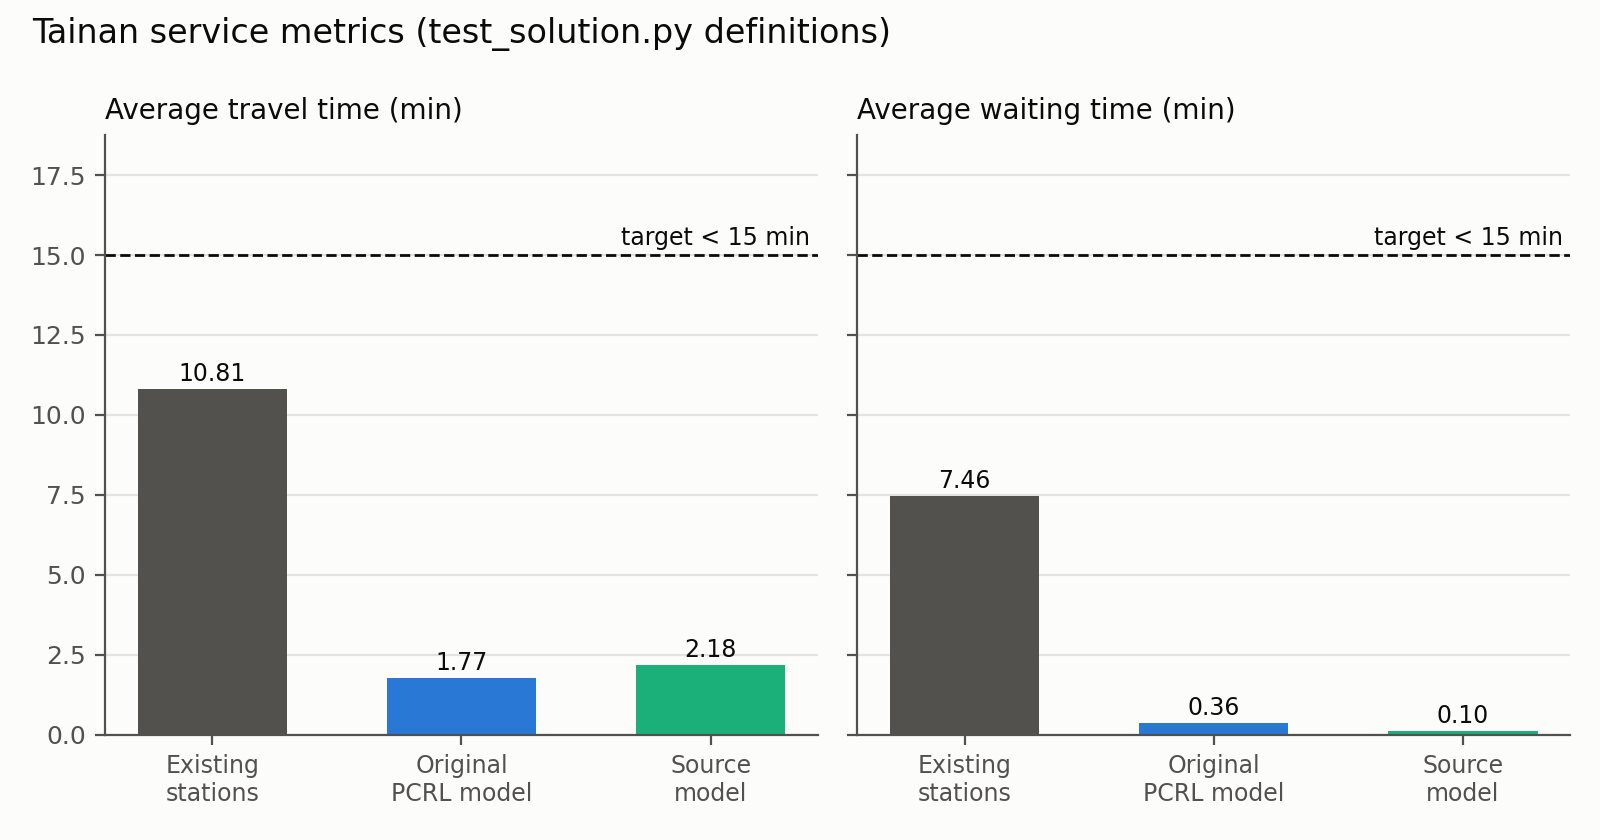 Tainan service metrics (test_solution.py definitions)
Average travel time (min)
17.5
15.0
12.5
10.0
7.5
5.0
2.5
0.0
target < 15 min
10.81
1.77
2.18
Existing
stations
Original
PCRL model
Source
model
Average waiting time (min)
target < 15 min
7.46
0.36
0.10
Existing
stations
Original
PCRL model
Source
model